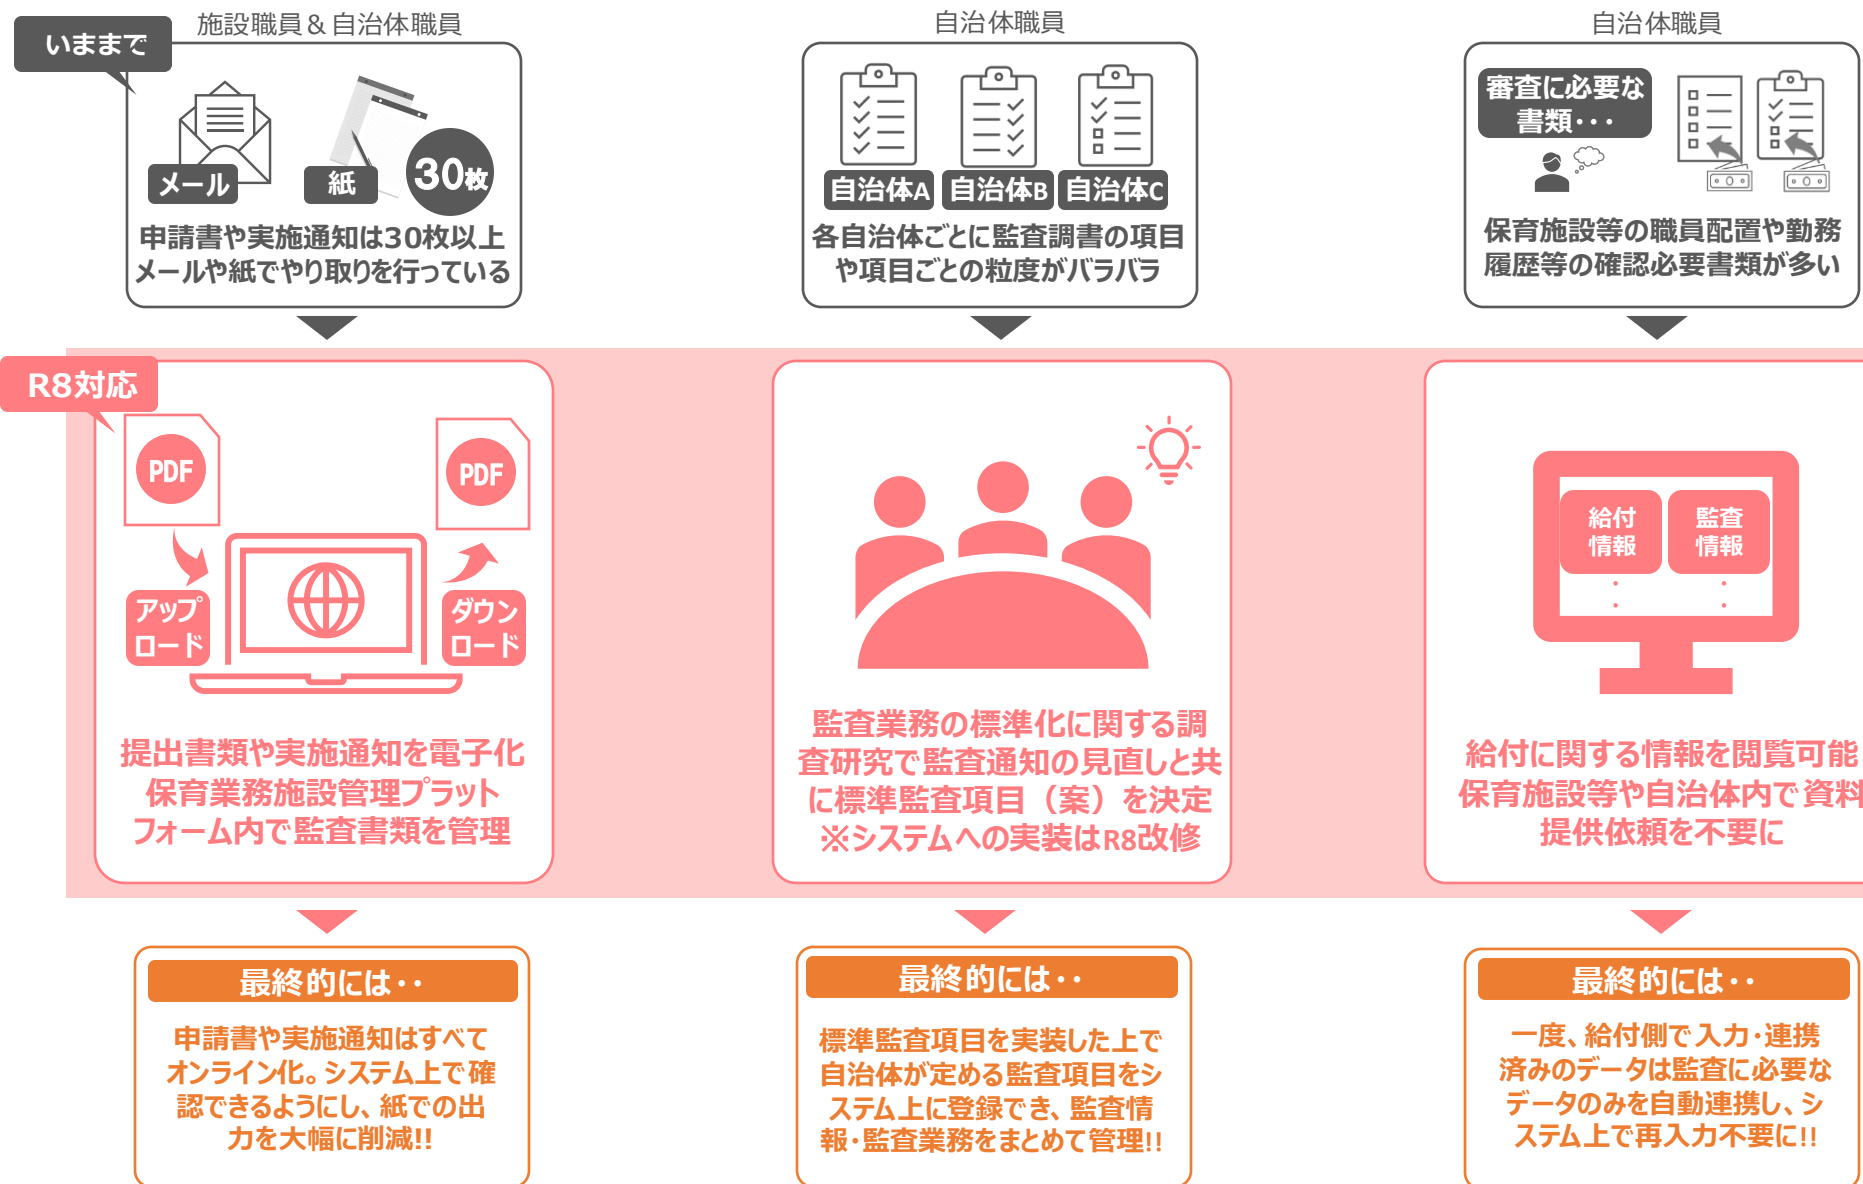 いままで
施設職員＆自治体職員
メール
紙
30枚
申請書や実施通知は30枚以上
メールや紙でやり取りを行っている
自治体職員
自治体A
自治体B
自治体C
各自治体ごとに監査調書の項目
や項目ごとの粒度がバラバラ
自治体職員
審査に必要な
書類・・・
保育施設等の職員配置や勤務
履歴等の確認必要書類が多い
R8対応
PDF
PDF
アップ
ロード
ダウン
ロード
提出書類や実施通知を電子化
保育業務施設管理プラット
フォーム内で監査書類を管理
監査業務の標準化に関する調
査研究で監査通知の見直しと共
に標準監査項目（案）を決定
※システムへの実装はR8改修
給付
情報
監査
情報
給付に関する情報を閲覧可能
保育施設等や自治体内で資料
提供依頼を不要に
最終的には・・
申請書や実施通知はすべて
オンライン化。システム上で確
認できるようにし、紙での出
力を大幅に削減!!
最終的には・・
標準監査項目を実装した上で
自治体が定める監査項目をシ
ステム上に登録でき、監査情
報・監査業務をまとめて管理!!
最終的には・・
一度、給付側で入力・連携
済みのデータは監査に必要な
データのみを自動連携し、シ
ステム上で再入力不要に!!